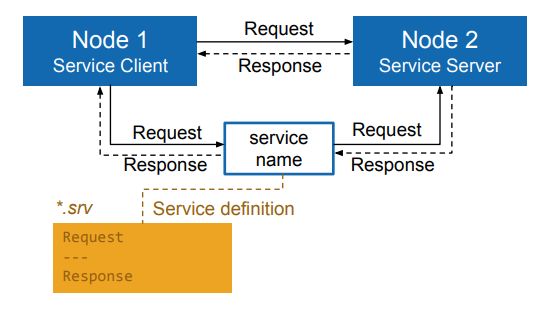 Node 1
Service Client
Request
Response
Node 2
Service Server
Request
Response
service
name
Request
Response
*.srv
Service definition
Request
---
Response